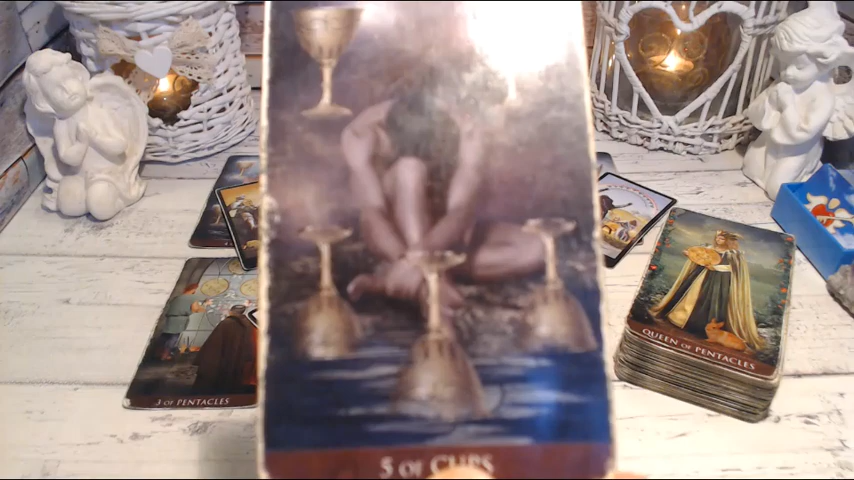 5 OF CUPS
3 OF PENTACLES
QUEEN OF PENTACLES